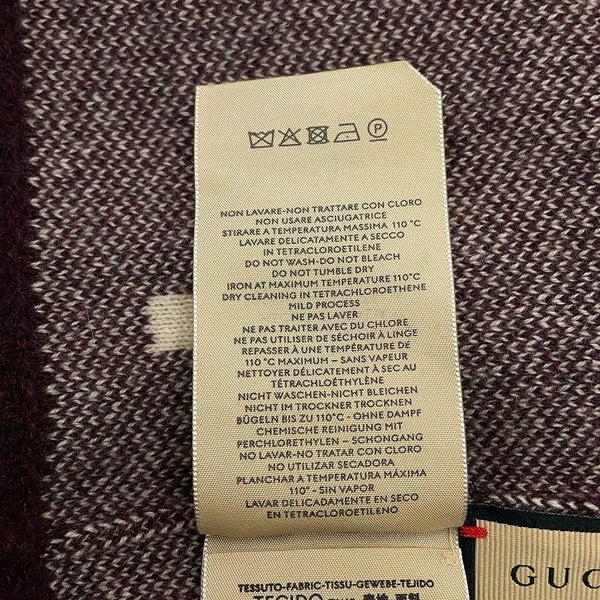 P
NON LAVARE-NON TRATTARE CON CLORO
NON USARE ASCIUGATRICE
STIRARE A TEMPERATURA MASSIMA 110 °C
LAVARE DELICATAMENTE A SECCO
IN TETRACLOROETILENE
DO NOT WASH-DO NOT BLEACH
DO NOT TUMBLE DRY
IRON AT MAXIMUM TEMPERATURE 110°C
DRY CLEANING IN TETRACHLOROETHENE
MILD PROCESS
NE PAS LAVER
NE PAS TRAITER AVEC DU CHLORE
NE PAS UTILISER DE SÉCHOIR À LINGE
REPASSER À UNE TEMPÉRATURE DE
110 °C MAXIMUM – SANS VAPEUR
NETTOYER DÉLICATEMENT À SEC AU
TÉTRACHLOÉTHYLÈNE
NICHT WASCHEN-NICHT BLEICHEN
NICHT IM TROCKNER TROCKNEN
BÜGELN BIS ZU 110°C - OHNE DAMPF
CHEMISCHE REINIGUNG MIT
PERCHLORETHYLEN – SCHONGANG
NO LAVAR-NO TRATAR CON CLORO
NO UTILIZAR SECADORA
PLANCHAR A TEMPERATURA MÁXIMA
110° - SIN VAPOR
LAVAR DELICADAMENTE EN SECO
EN TETRACLOROETILENO
TESSUTO-FABRIC-TISSU-GEWEBE-TEJIDO
TECIDO
GUC